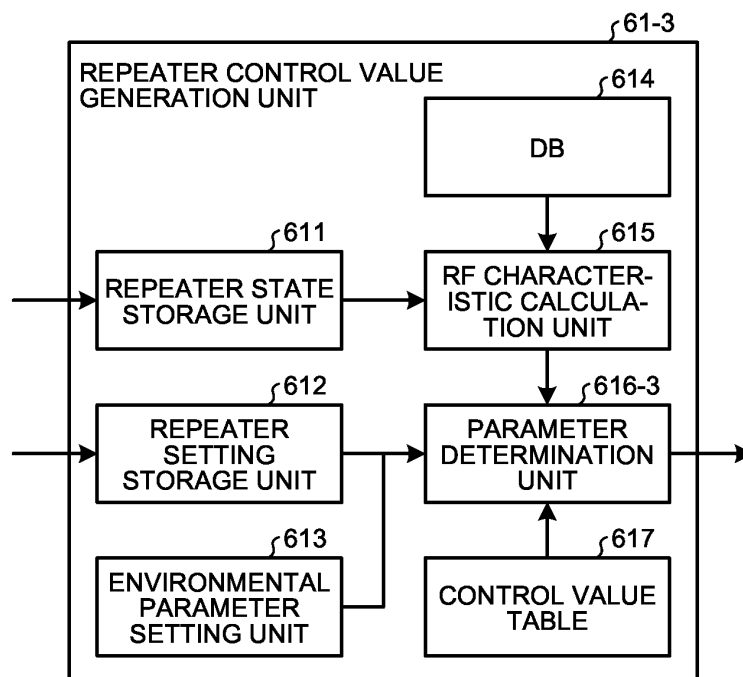 61-3
REPEATER CONTROL VALUE
GENERATION UNIT
614
DB
611
REPEATER STATE
STORAGE UNIT
615
RF CHARACTER-
ISTIC CALCULA-
TION UNIT
612
REPEATER
SETTING
STORAGE UNIT
616-3
PARAMETER
DETERMINATION
UNIT
613
ENVIRONMENTAL
PARAMETER
SETTING UNIT
617
CONTROL VALUE
TABLE